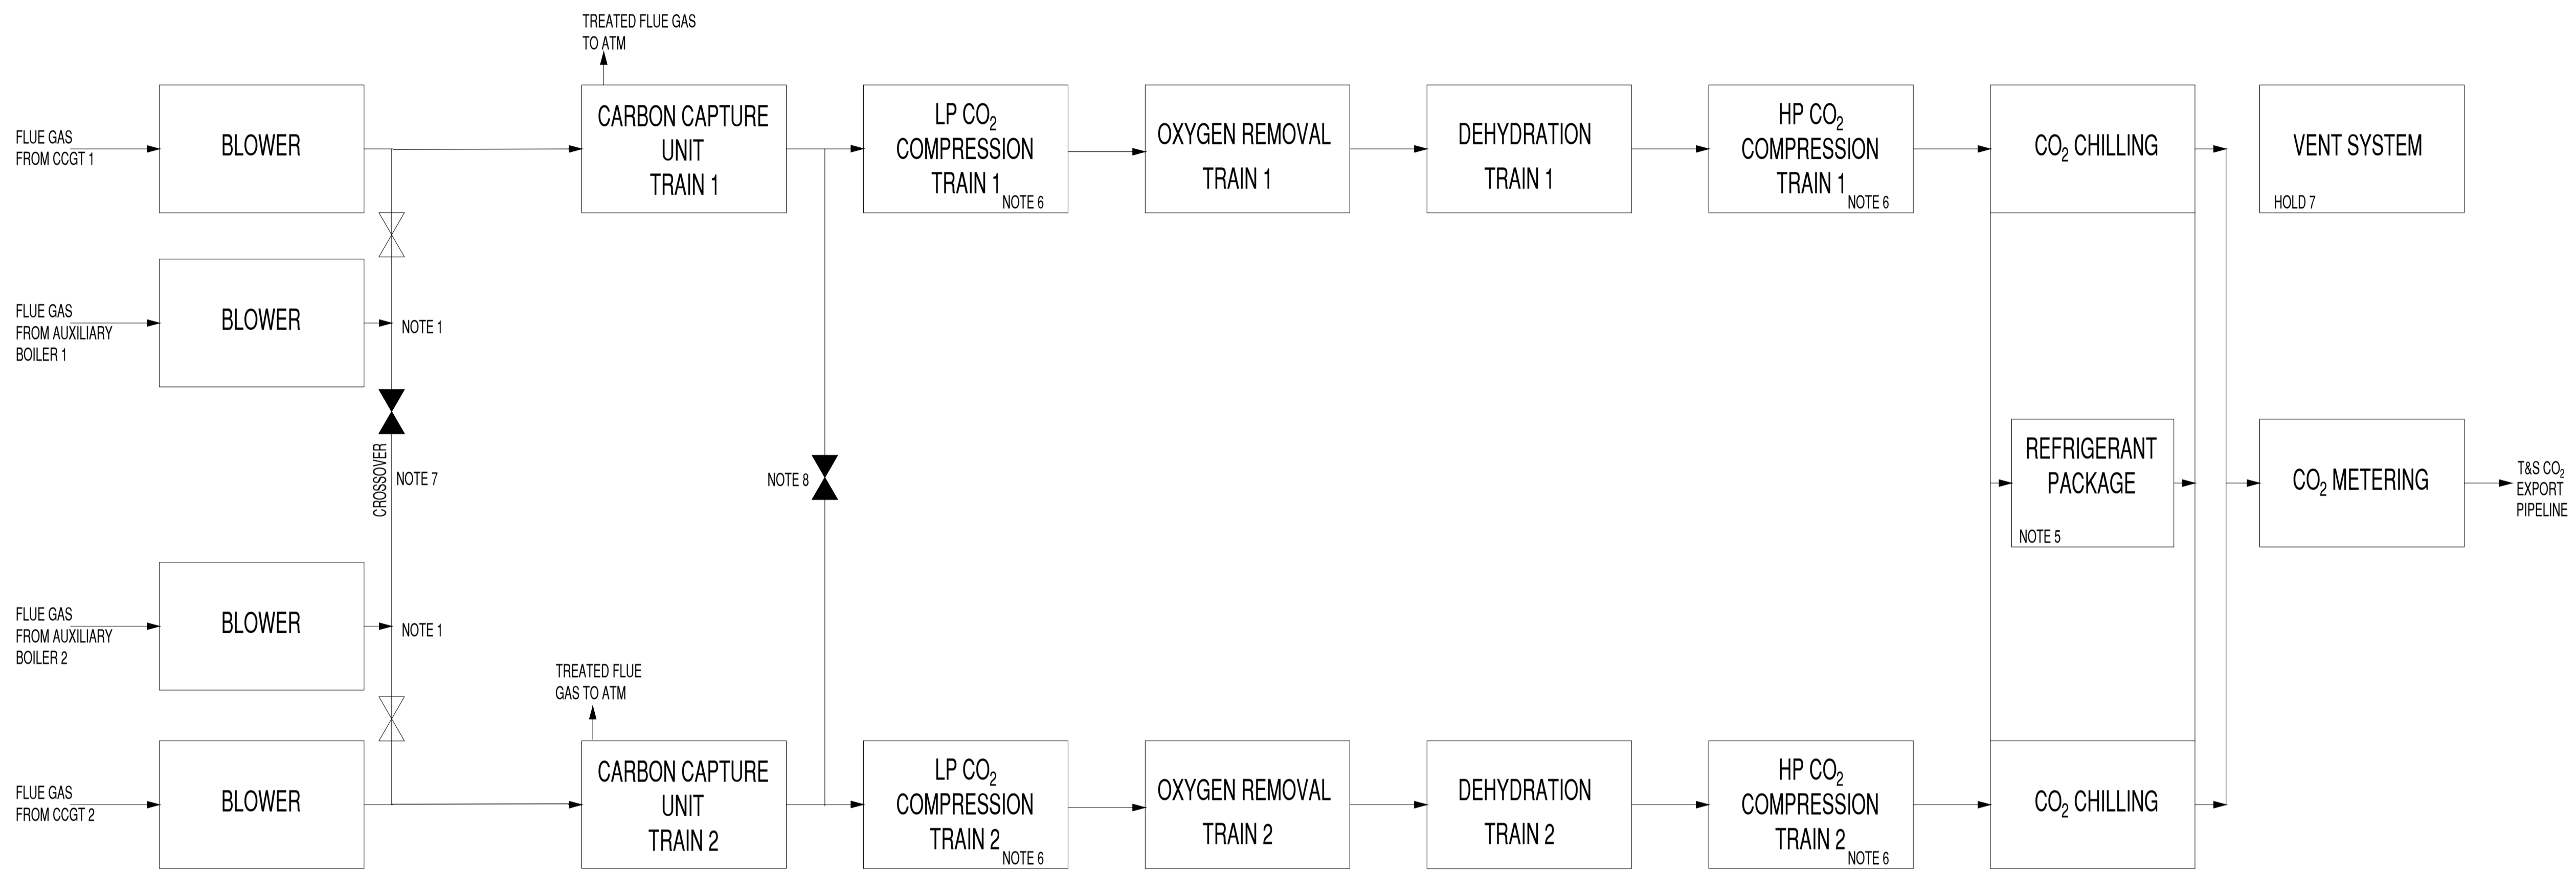 TREATED FLUE GAS
TO ATM
FLUE GAS
FROM CCGT 1
BLOWER
CARBON CAPTURE
UNIT
TRAIN 1
LP CO₂
COMPRESSION
TRAIN 1
NOTE 6
OXYGEN REMOVAL
TRAIN 1
DEHYDRATION
TRAIN 1
HP CO₂
COMPRESSION
TRAIN 1
NOTE 6
CO₂ CHILLING
VENT SYSTEM
HOLD 7
FLUE GAS
FROM AUXILIARY
BOILER 1
BLOWER
NOTE 1
CROSSOVER
NOTE 7
NOTE 8
REFRIGERANT
PACKAGE
NOTE 5
CO₂ METERING
T&S CO₂
EXPORT
PIPELINE
FLUE GAS
FROM AUXILIARY
BOILER 2
BLOWER
NOTE 1
TREATED FLUE
GAS TO ATM
FLUE GAS
FROM CCGT 2
BLOWER
CARBON CAPTURE
UNIT
TRAIN 2
LP CO₂
COMPRESSION
TRAIN 2
NOTE 6
OXYGEN REMOVAL
TRAIN 2
DEHYDRATION
TRAIN 2
HP CO₂
COMPRESSION
TRAIN 2
NOTE 6
CO₂ CHILLING